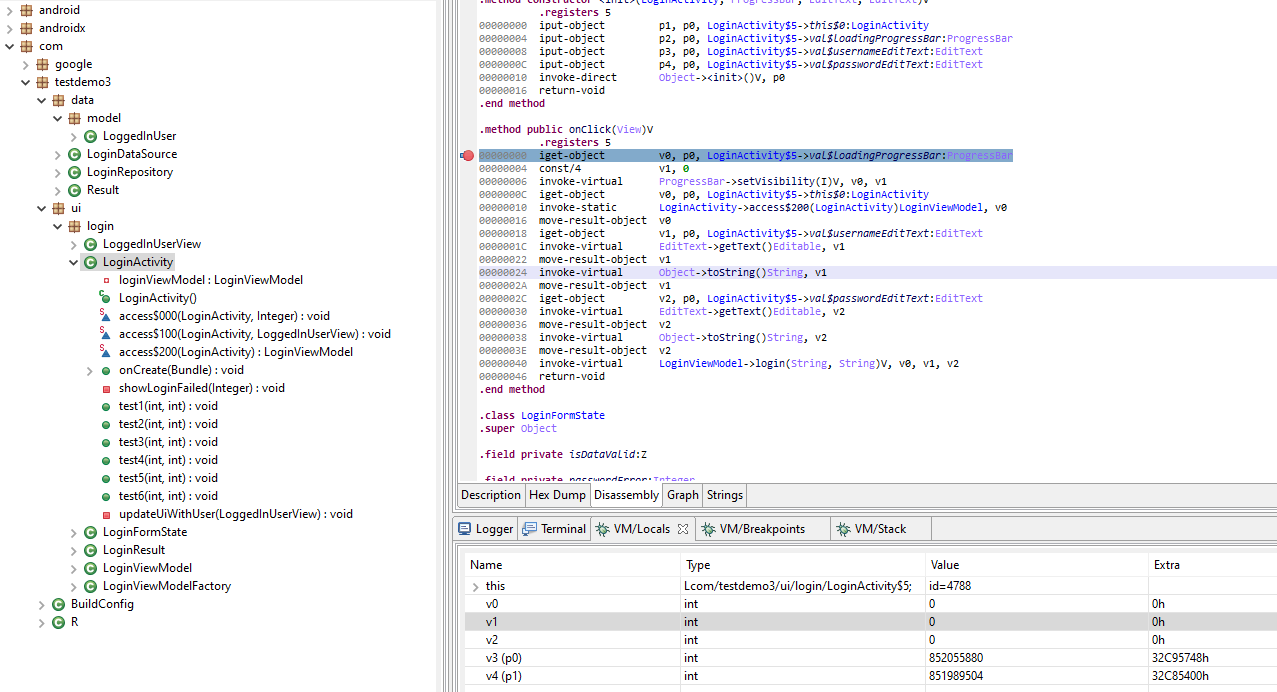 android
androidx
com
google
testdemo3
data
model
LoggedInUser
LoginDataSource
LoginRepository
Result
ui
login
LoggedInUserView
LoginActivity
loginViewModel : LoginViewModel
LoginActivity()
access$000(LoginActivity, Integer) : void
access$100(LoginActivity, LoggedInUserView) : void
access$200(LoginActivity) : LoginViewModel
onCreate(Bundle) : void
showLoginFailed(Integer) : void
test1(int, int) : void
test2(int, int) : void
test3(int, int) : void
test4(int, int) : void
test5(int, int) : void
test6(int, int) : void
updateUiWithUser(LoggedInUserView) : void
LoginFormState
LoginResult
LoginViewModel
LoginViewModelFactory
BuildConfig
R
.method constructor <init>(LoginActivity, ProgressBar, EditText, EditText)V
.registers 5
00000000 iput-object p1, p0, LoginActivity$5->this$0:LoginActivity
00000004 iput-object p2, p0, LoginActivity$5->val$loadingProgressBar:ProgressBar
00000008 iput-object p3, p0, LoginActivity$5->val$usernameEditText:EditText
0000000C iput-object p4, p0, LoginActivity$5->val$passwordEditText:EditText
00000010 invoke-direct Object-><init>()V, p0
00000016 return-void
.end method
.method public onClick(View)V
.registers 5
00000000 iget-object v0, p0, LoginActivity$5->val$loadingProgressBar:ProgressBar
00000004 const/4 v1, 0
00000006 invoke-virtual ProgressBar->setVisibility(I)V, v0, v1
0000000C iget-object v0, p0, LoginActivity$5->this$0:LoginActivity
00000010 invoke-static LoginActivity->access$200(LoginActivity)LoginViewModel, v0
00000016 move-result-object v0
00000018 iget-object v1, p0, LoginActivity$5->val$usernameEditText:EditText
0000001C invoke-virtual EditText->getText()Editable, v1
00000022 move-result-object v1
00000024 invoke-virtual Object->toString()String, v1
0000002A move-result-object v1
0000002C iget-object v2, p0, LoginActivity$5->val$passwordEditText:EditText
00000030 invoke-virtual EditText->getText()Editable, v2
00000036 move-result-object v2
00000038 invoke-virtual Object->toString()String, v2
0000003E move-result-object v2
00000040 invoke-virtual LoginViewModel->login(String, String)V, v0, v1, v2
00000046 return-void
.end method
.class LoginFormState
.super Object
.field private isDataValid:Z
.field private passwordError:Integer
Description Hex Dump Disassembly Graph Strings
Logger Terminal VM/Locals VM/Breakpoints VM/Stack
Name Type Value Extra
this Lcom/testdemo3/ui/login/LoginActivity$5; id=4788
v0 int 0 0h
v1 int 0 0h
v2 int 0 0h
v3 (p0) int 852055880 32C95748h
v4 (p1) int 851989504 32C85400h